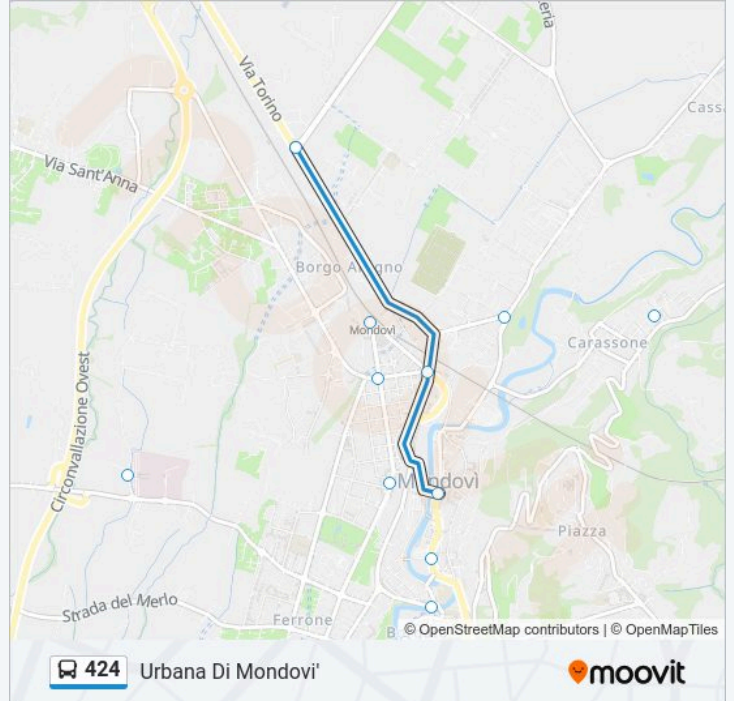 eria
Via Torino
Cass
Via Sant'Anna
Borgo Aragno
Mondovì
Carassone
Circonvallazione Ovest
Mondovì
Piazza
Strada del Merlo
Ferrone
B
© OpenStreetMap contributors | © OpenMapTiles
424 Urbana Di Mondovi'
moovit